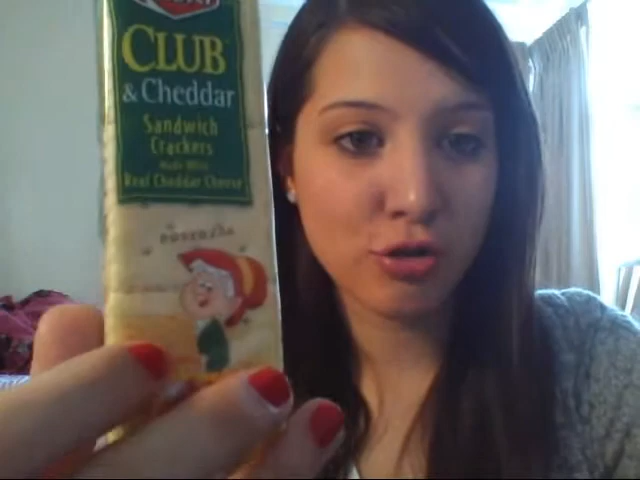 CLUB
& Cheddar
Sandwich
Crackers
Made With
Real Cheddar Cheese